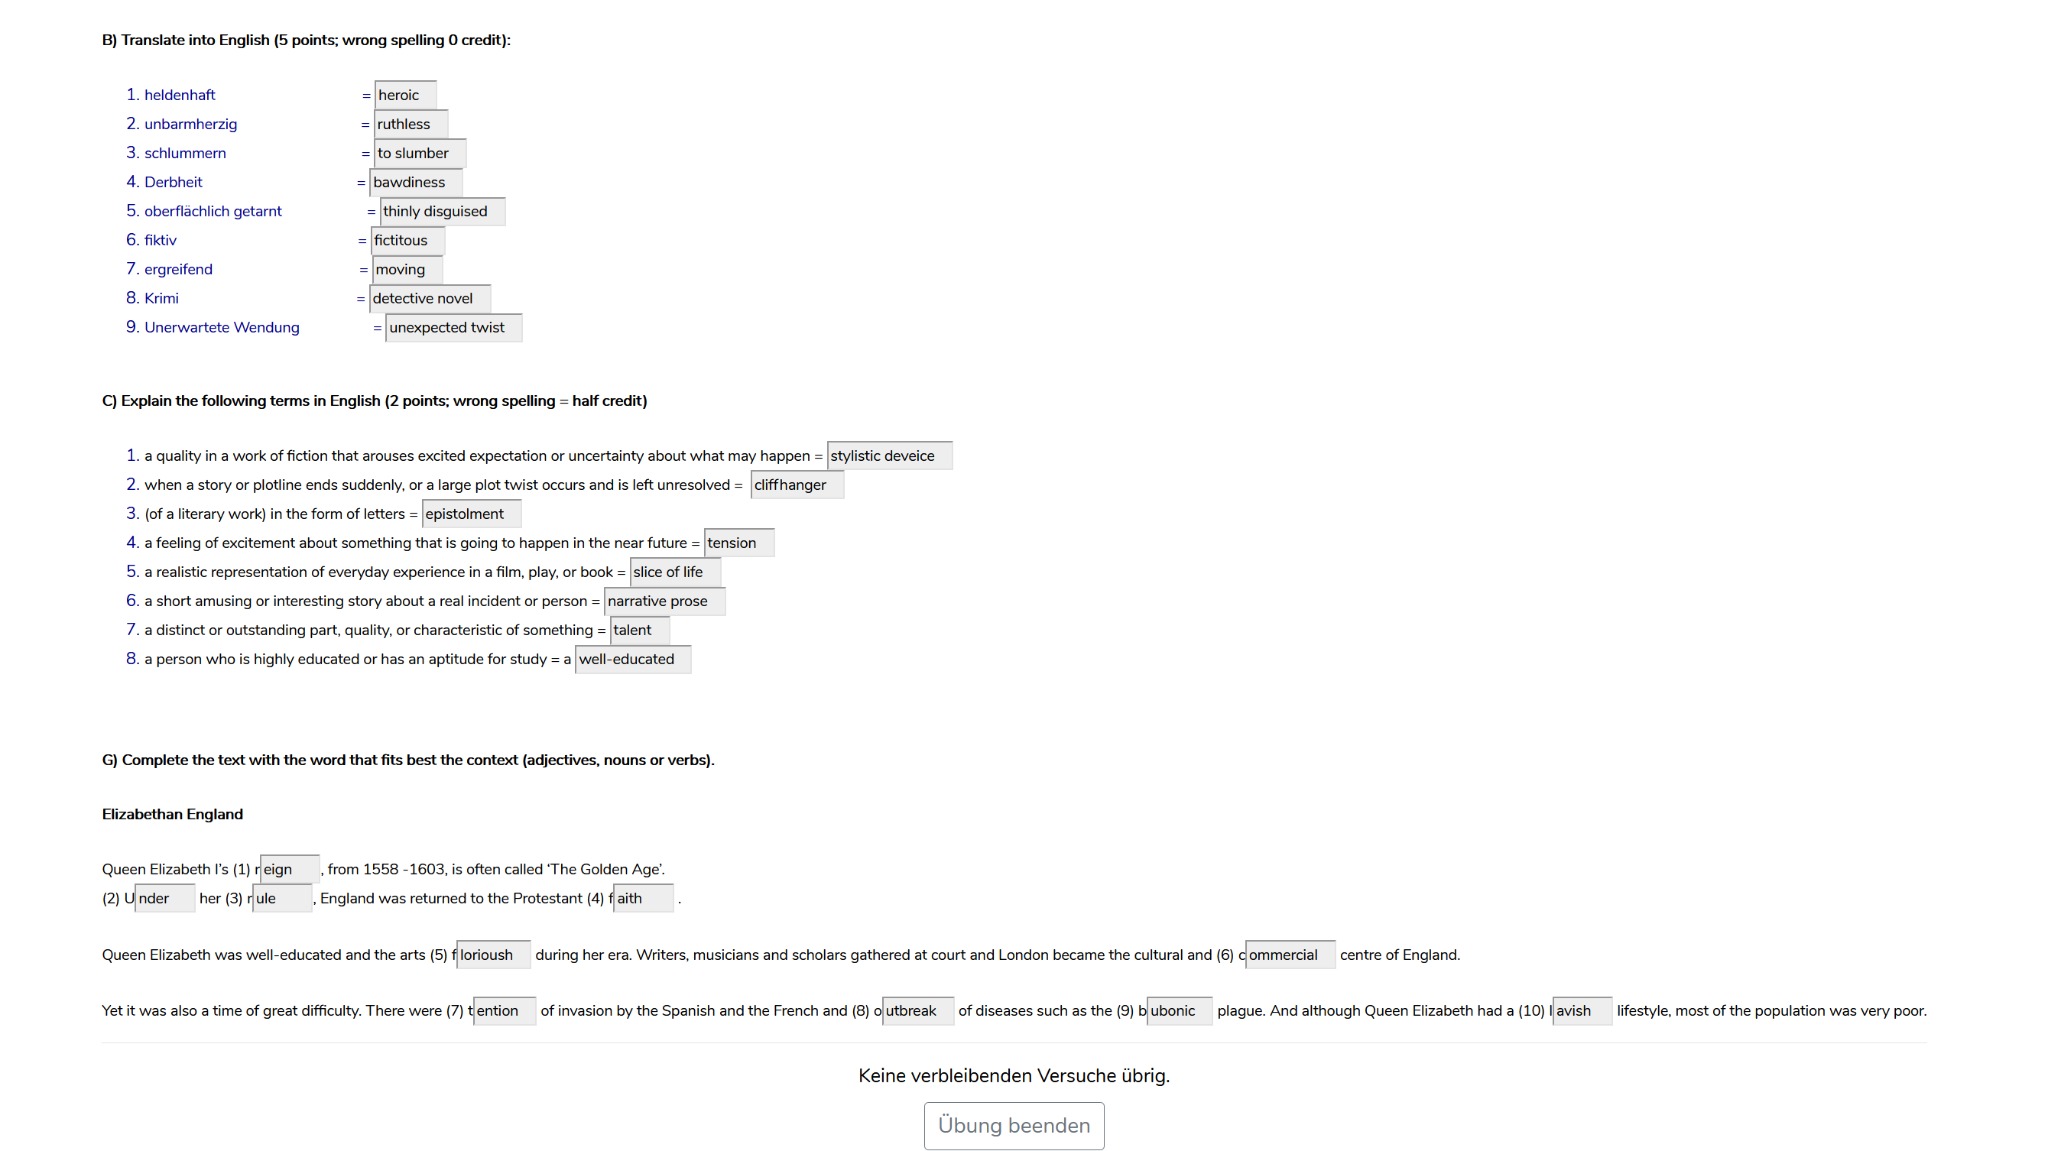 B) Translate into English (5 points; wrong spelling 0 credit):
1. heldenhaft = heroic
2. unbarmherzig = ruthless
3. schlummern = to slumber
4. Derbheit = bawdiness
5. oberflächlich getarnt = thinly disguised
6. fiktiv = fictitous
7. ergreifend = moving
8. Krimi = detective novel
9. Unerwartete Wendung = unexpected twist
C) Explain the following terms in English (2 points; wrong spelling = half credit)
1. a quality in a work of fiction that arouses excited expectation or uncertainty about what may happen = stylistic deveice
2. when a story or plotline ends suddenly, or a large plot twist occurs and is left unresolved = cliffhanger
3. (of a literary work) in the form of letters = epistolment
4. a feeling of excitement about something that is going to happen in the near future = tension
5. a realistic representation of everyday experience in a film, play, or book = slice of life
6. a short amusing or interesting story about a real incident or person = narrative prose
7. a distinct or outstanding part, quality, or characteristic of something = talent
8. a person who is highly educated or has an aptitude for study = a well-educated
G) Complete the text with the word that fits best the context (adjectives, nouns or verbs).
Elizabethan England
Queen Elizabeth I's (1) reign , from 1558 -1603, is often called 'The Golden Age'.
(2) Under her (3) rule , England was returned to the Protestant (4) faith .
Queen Elizabeth was well-educated and the arts (5) florioush during her era. Writers, musicians and scholars gathered at court and London became the cultural and (6) commercial centre of England.
Yet it was also a time of great difficulty. There were (7) tention of invasion by the Spanish and the French and (8) outbreak of diseases such as the (9) bubonic plague. And although Queen Elizabeth had a (10) lavish lifestyle, most of the population was very poor.
Keine verbleibenden Versuche übrig.
Übung beenden